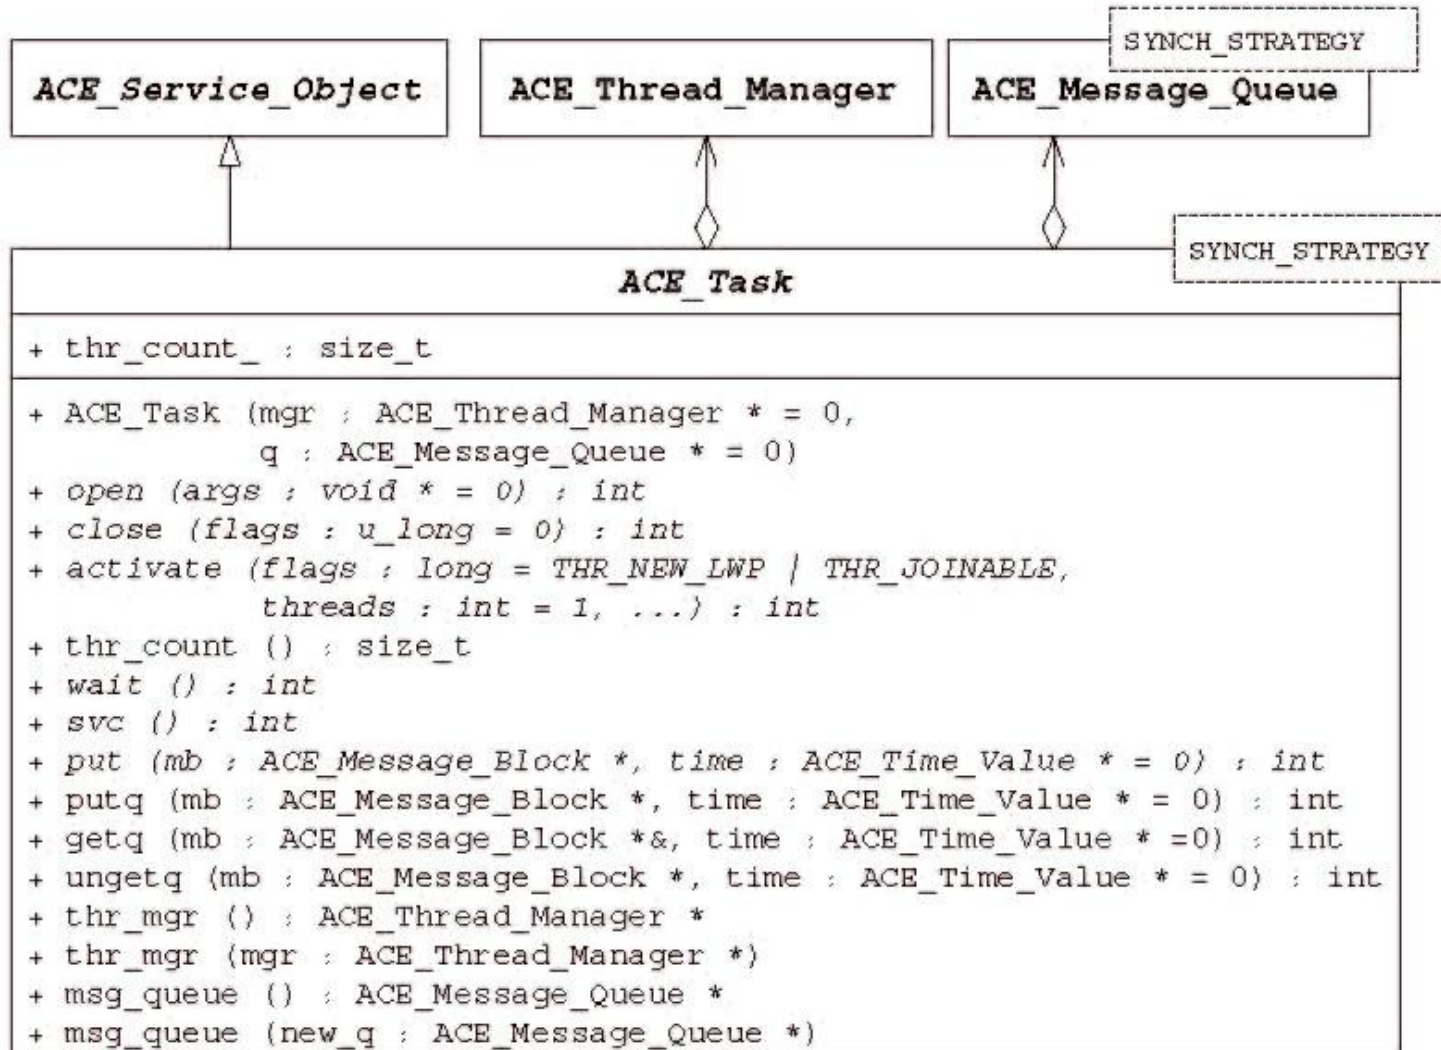 SYNCH_STRATEGY
ACE_Service_Object
ACE_Thread_Manager
ACE_Message_Queue
SYNCH_STRATEGY
ACE_Task
+ thr_count_ : size_t
+ ACE_Task (mgr : ACE_Thread_Manager * = 0,
q : ACE_Message_Queue * = 0)
+ open (args : void * = 0) : int
+ close (flags : u_long = 0) : int
+ activate (flags : long = THR_NEW_LWP | THR_JOINABLE,
threads : int = 1, ...) : int
+ thr_count () : size_t
+ wait () : int
+ svc () : int
+ put (mb : ACE_Message_Block *, time : ACE_Time_Value * = 0) : int
+ putq (mb : ACE_Message_Block *, time : ACE_Time_Value * = 0) : int
+ getq (mb : ACE_Message_Block *&, time : ACE_Time_Value * =0) : int
+ ungetq (mb : ACE_Message_Block *, time : ACE_Time_Value * = 0) : int
+ thr_mgr () : ACE_Thread_Manager *
+ thr_mgr (mgr : ACE_Thread_Manager *)
+ msg_queue () : ACE_Message_Queue *
+ msg_queue (new_q : ACE_Message_Queue *)